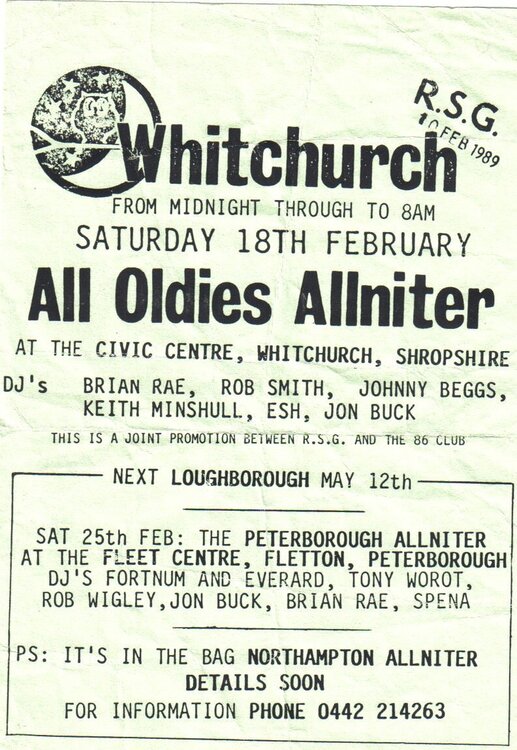 R.S.G.
10 FEB 1989
Whitchurch
FROM MIDNIGHT THROUGH TO 8AM
SATURDAY 18TH FEBRUARY
All Oldies Allniter
AT THE CIVIC CENTRE, WHITCHURCH, SHROPSHIRE
DJ's BRIAN RAE, ROB SMITH, JOHNNY BEGGS,
KEITH MINSHULL, ESH, JON BUCK
THIS IS A JOINT PROMOTION BETWEEN R.S.G. AND THE 86 CLUB
NEXT LOUGHBOROUGH MAY 12th
SAT 25th FEB: THE PETERBOROUGH ALLNITER
AT THE FLEET CENTRE, FLETTON, PETERBOROUGH
DJ'S FORTNUM AND EVERARD, TONY WOROT,
ROB WIGLEY,JON BUCK, BRIAN RAE, SPENA
PS: IT'S IN THE BAG NORTHAMPTON ALLNITER
DETAILS SOON
FOR INFORMATION PHONE 0442 214263